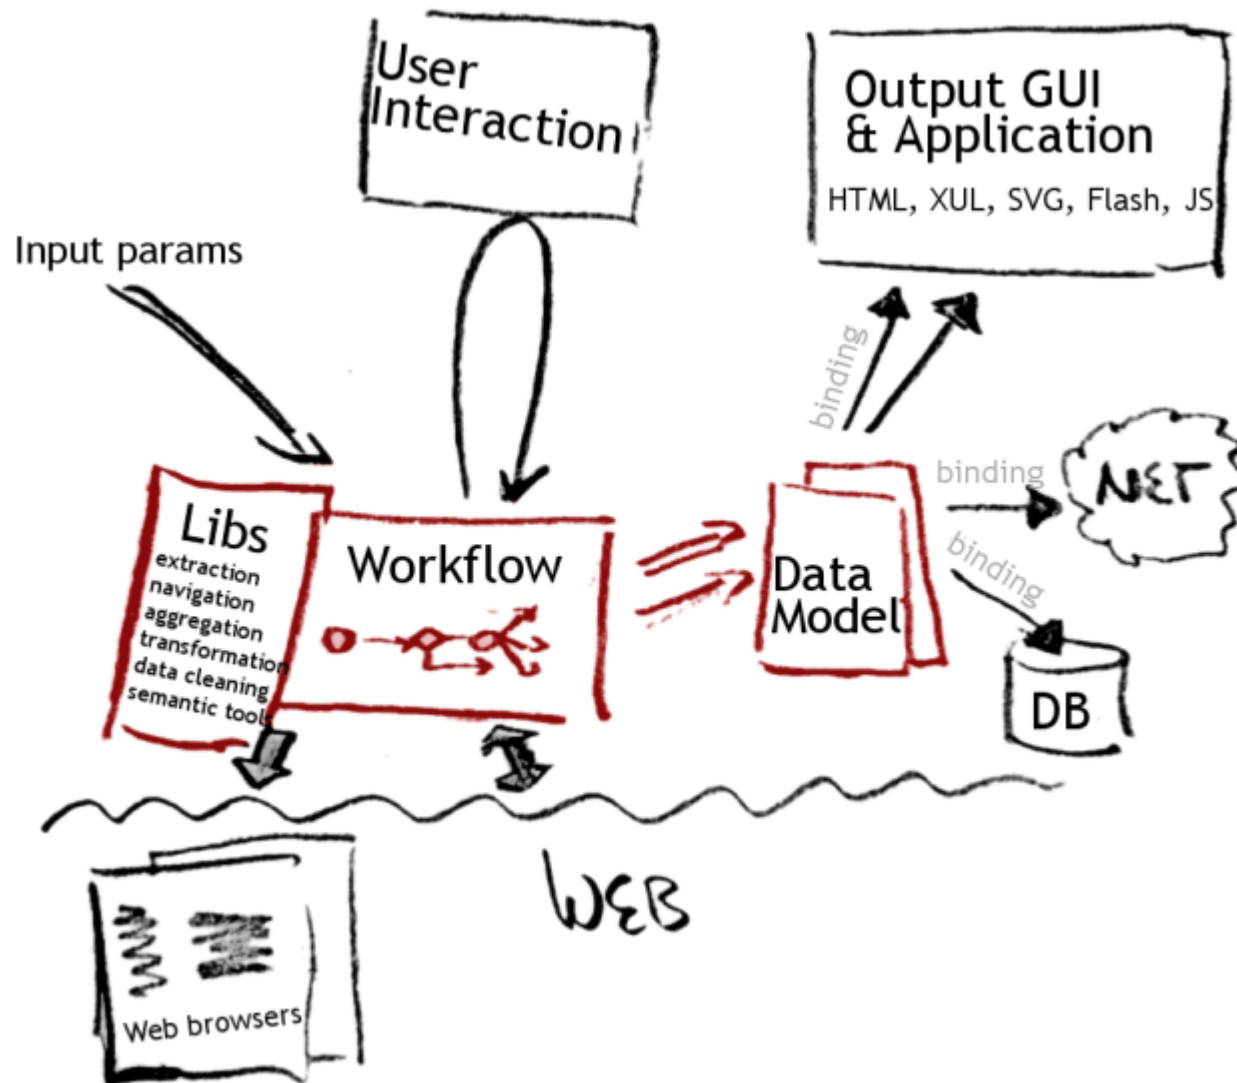 User
Interaction
Output GUI
& Application
HTML, XUL, SVG, Flash, JS
Input params
binding
binding
binding
NET
Libs
extraction
navigation
aggregation
transformation
data cleaning
semantic tools
Workflow
Data
Model
DB
WEB
Web browsers